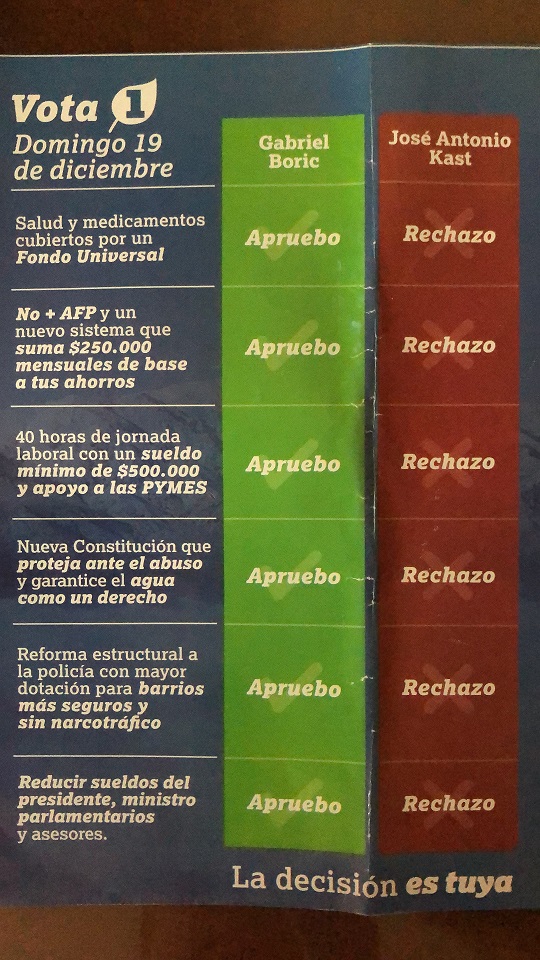 Vota 1
Domingo 19
de diciembre
Gabriel
Boric
José Antonio
Kast
Salud y medicamentos
cubiertos por un
Fondo Universal
Apruebo
Rechazo
No + AFP y un
nuevo sistema que
suma $250.000
mensuales de base
a tus ahorros
Apruebo
Rechazo
40 horas de jornada
laboral con un sueldo
mínimo de $500.000
y apoyo a las PYMES
Apruebo
Rechazo
Nueva Constitución que
proteja ante el abuso
y garantice el agua
como un derecho
Apruebo
Rechazo
Reforma estructural a
la policía con mayor
dotación para barrios
más seguros y
sin narcotráfico
Apruebo
Rechazo
Reducir sueldos del
presidente, ministro
parlamentarios
y asesores.
Apruebo
Rechazo
La decisión es tuya